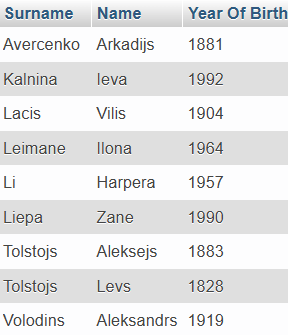 Surname Name Year Of Birth
Avercenko Arkadijs 1881
Kalnina Ieva 1992
Lacis Vilis 1904
Leimane Ilona 1964
Li Harpera 1957
Liepa Zane 1990
Tolstojs Aleksejs 1883
Tolstojs Levs 1828
Volodins Aleksandrs 1919